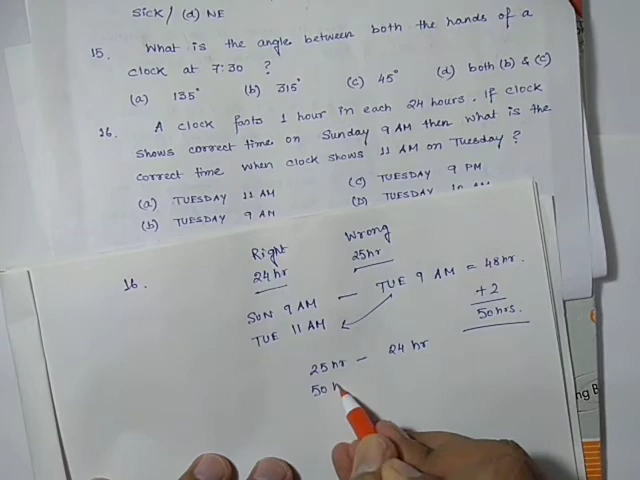 Sick / (d) NE
15. What is the angle between both the hands of a
clock at 7:30 ?
(a) 135° (b) 315° (c) 45° (d) both (b) & (c)
16. A clock fasts 1 hour in each 24 hours. If clock
shows correct time on Sunday 9 AM then what is the
correct time when clock shows 11 AM on Tuesday ?
(a) TUESDAY 11 AM (c) TUESDAY 9 PM
(b) TUESDAY 9 AM (D) TUESDAY 10 AM
16. Right Wrong
24 hr 25hr
SUN 9 AM — TUE 9 AM = 48 hr.
TUE 11 AM +2
50 hrs.
25 hr — 24 hr
50 h
ng B